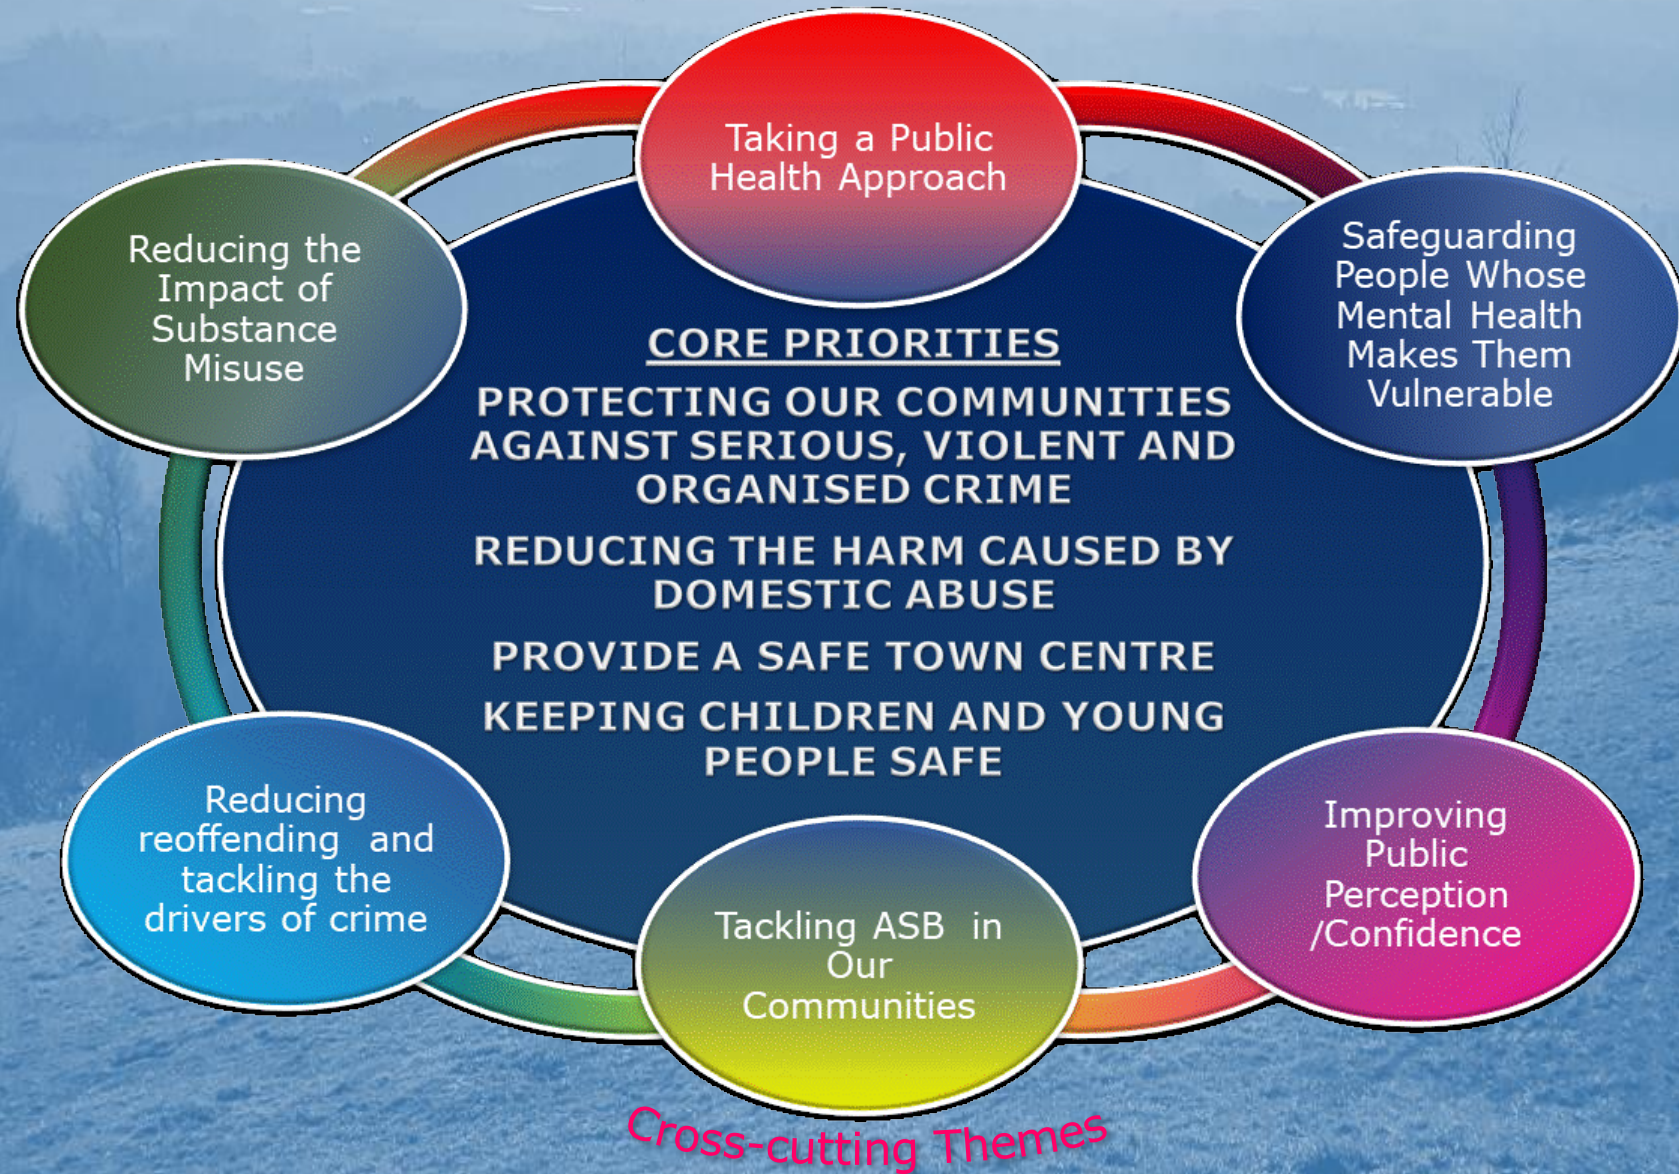 Taking a Public
Health Approach
Safeguarding
People Whose
Mental Health
Makes Them
Vulnerable
Improving
Public
Perception
/Confidence
Tackling ASB in
Our
Communities
Reducing
reoffending and
tackling the
drivers of crime
Reducing the
Impact of
Substance
Misuse
CORE PRIORITIES
PROTECTING OUR COMMUNITIES
AGAINST SERIOUS, VIOLENT AND
ORGANISED CRIME
REDUCING THE HARM CAUSED BY
DOMESTIC ABUSE
PROVIDE A SAFE TOWN CENTRE
KEEPING CHILDREN AND YOUNG
PEOPLE SAFE
Cross-cutting Themes